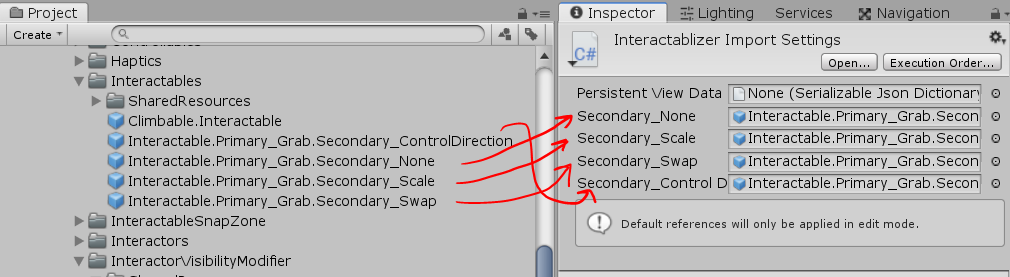 Project
Create
Controllables
Haptics
Interactables
SharedResources
Climbable.Interactable
Interactable.Primary_Grab.Secondary_ControlDirection
Interactable.Primary_Grab.Secondary_None
Interactable.Primary_Grab.Secondary_Scale
Interactable.Primary_Grab.Secondary_Swap
InteractableSnapZone
Interactors
InteractorVisibilityModifier
Inspector
Lighting
Services
Navigation
Interactablizer Import Settings
C#
Open...
Execution Order...
Persistent View Data
None (Serializable Json Dictionary
Secondary_None
Interactable.Primary_Grab.Secon
Secondary_Scale
Interactable.Primary_Grab.Secon
Secondary_Swap
Interactable.Primary_Grab.Secon
Secondary_Control D
Interactable.Primary_Grab.Secon
Default references will only be applied in edit mode.